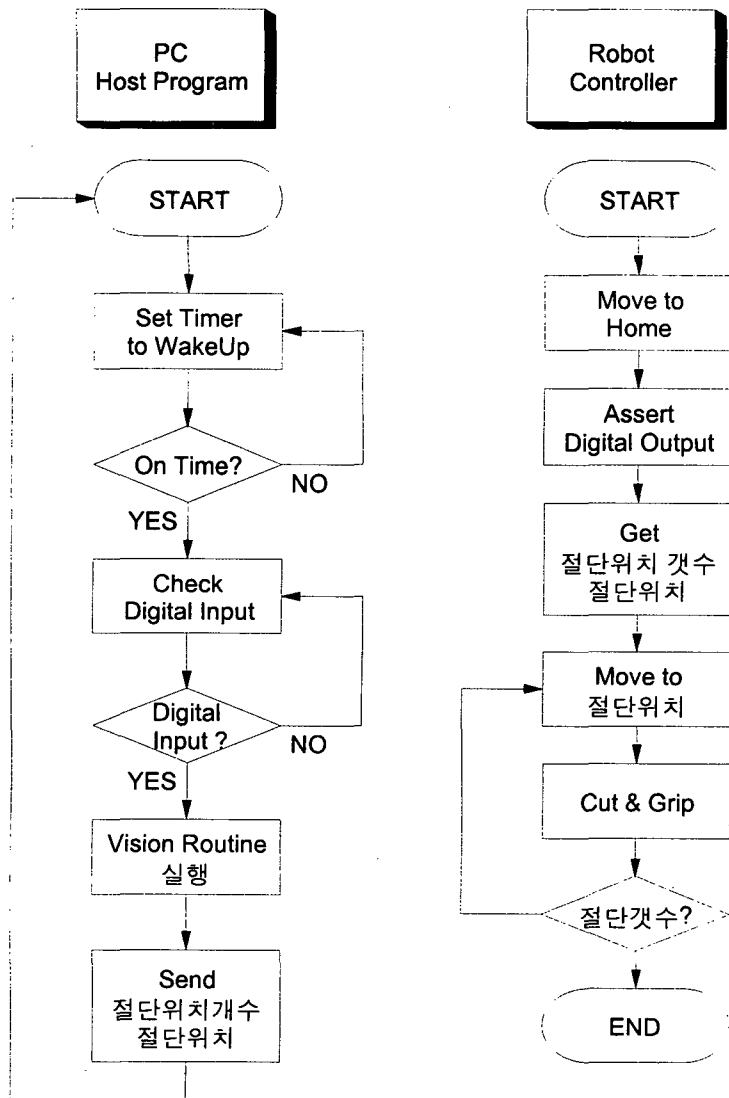 PC
Host Program
START
Set Timer
to WakeUp
On Time?
NO
YES
Check
Digital Input
Digital
Input ?
NO
YES
Vision Routine
실행
Send
절단위치개수
절단위치
Robot
Controller
START
Move to
Home
Assert
Digital Output
Get
절단위치 갯수
절단위치
Move to
절단위치
Cut & Grip
절단갯수?
END